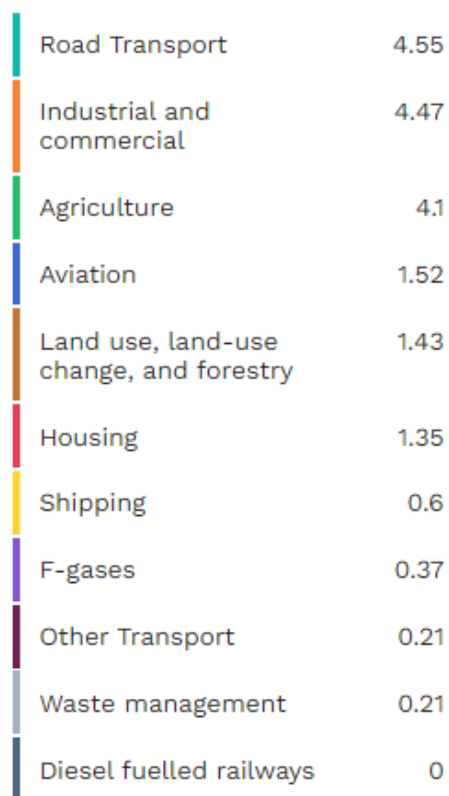 Road Transport 4.55
Industrial and 4.47
commercial
Agriculture 4.1
Aviation 1.52
Land use, land-use 1.43
change, and forestry
Housing 1.35
Shipping 0.6
F-gases 0.37
Other Transport 0.21
Waste management 0.21
Diesel fuelled railways 0